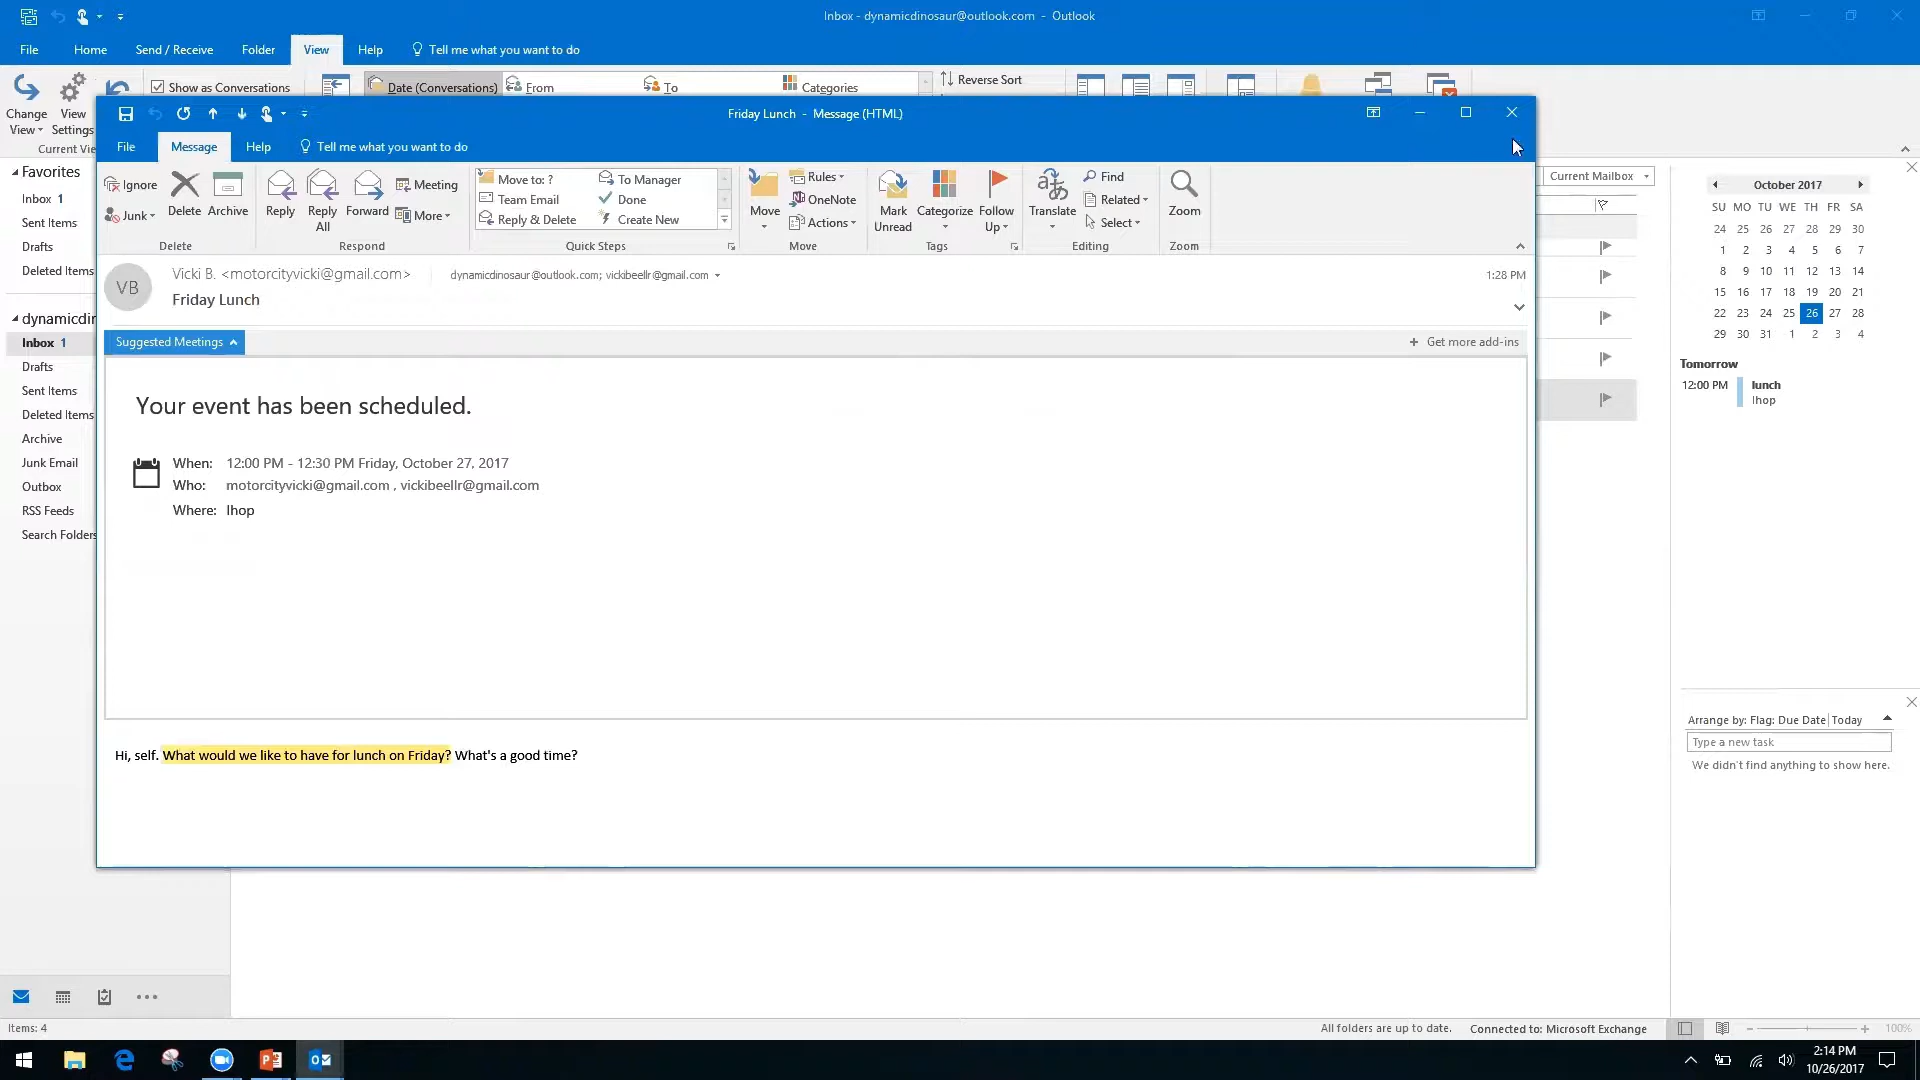 Inbox - dynamicdinosaur@outlook.com - Outlook
File Home Send / Receive Folder View Help Tell me what you want to do
Show as Conversations Date (Conversations) From To Categories Reverse Sort
Change View View Settings
Current Vie
Friday Lunch - Message (HTML)
File Message Help Tell me what you want to do
Ignore Junk Delete Archive
Reply Reply All Forward Meeting More
Move to: ? To Manager
Team Email Done
Reply & Delete Create New
Move Rules OneNote Actions
Mark Unread Categorize Follow Up
Translate Find Related Select
Zoom
Delete Respond Quick Steps Move Tags Editing Zoom
Vicki B. <motorcityvicki@gmail.com> dynamicdinosaur@outlook.com; vickibeellr@gmail.com 1:28 PM
VB
Friday Lunch
Suggested Meetings
+ Get more add-ins
Your event has been scheduled.
When: 12:00 PM - 12:30 PM Friday, October 27, 2017
Who: motorcityvicki@gmail.com , vickibeellr@gmail.com
Where: Ihop
Hi, self. What would we like to have for lunch on Friday? What's a good time?
Favorites
Inbox 1
Sent Items
Drafts
Deleted Items
dynamicdin
Inbox 1
Drafts
Sent Items
Deleted Items
Archive
Junk Email
Outbox
RSS Feeds
Search Folders
Current Mailbox
October 2017
SU MO TU WE TH FR SA
24 25 26 27 28 29 30
1 2 3 4 5 6 7
8 9 10 11 12 13 14
15 16 17 18 19 20 21
22 23 24 25 26 27 28
29 30 31 1 2 3 4
Tomorrow
12:00 PM lunch
Ihop
Arrange by: Flag: Due Date Today
Type a new task
We didn't find anything to show here.
Items: 4
All folders are up to date. Connected to: Microsoft Exchange
100%
2:14 PM
10/26/2017